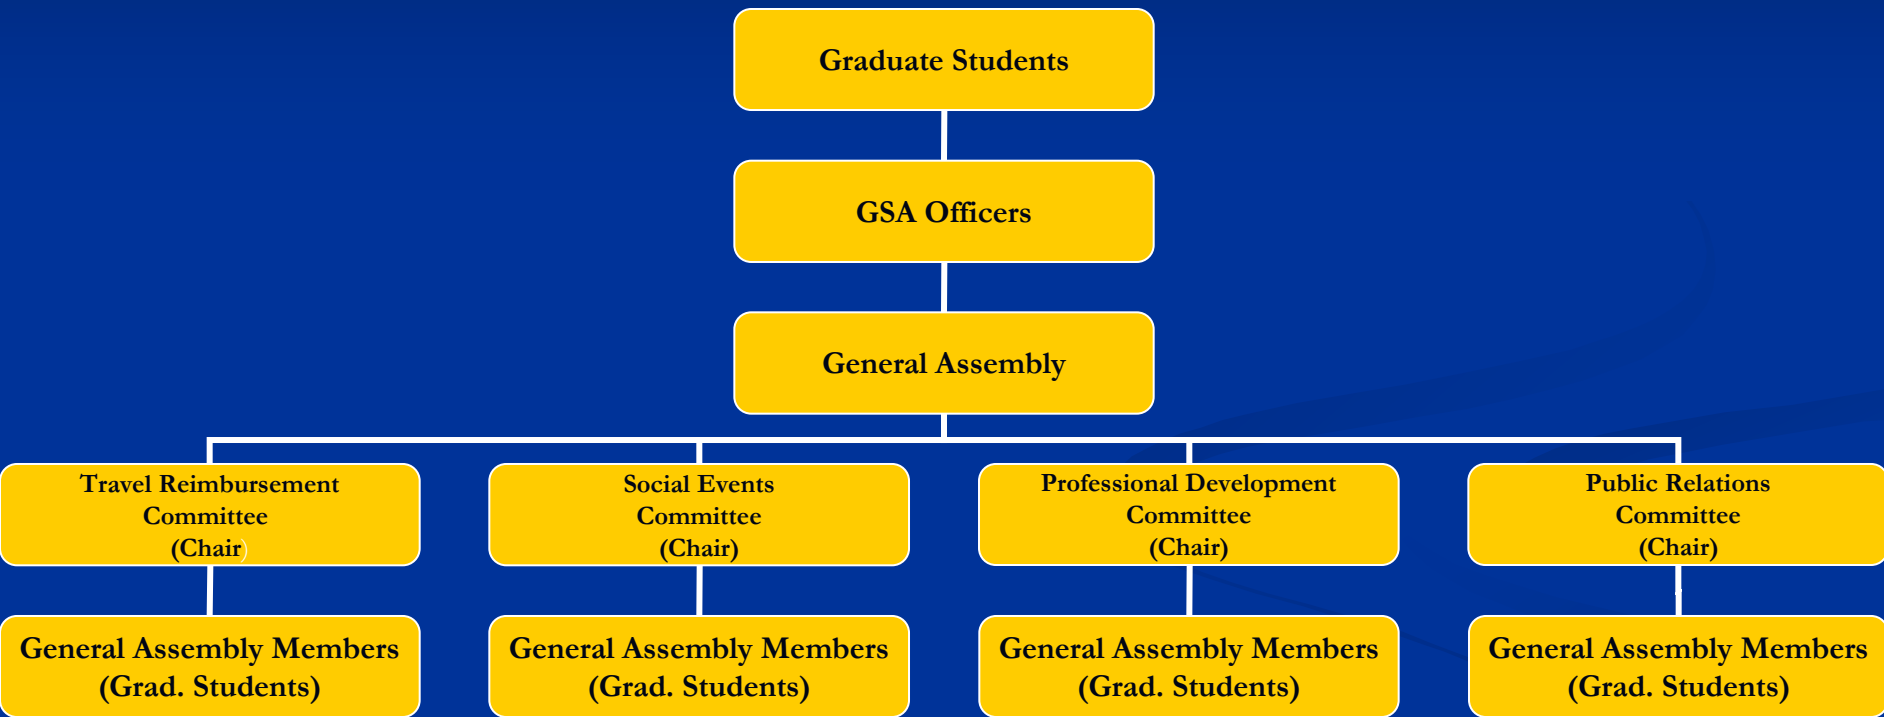 Graduate Students
GSA Officers
General Assembly
Travel Reimbursement
Committee
(Chair)
Social Events
Committee
(Chair)
Professional Development
Committee
(Chair)
Public Relations
Committee
(Chair)
General Assembly Members
(Grad. Students)
General Assembly Members
(Grad. Students)
General Assembly Members
(Grad. Students)
General Assembly Members
(Grad. Students)